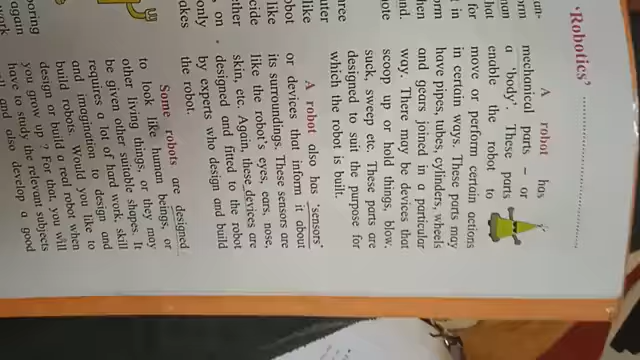 'Robotics'
A robot has
mechanical parts – or
a 'body'. These parts
enable the robot to
move or perform certain actions
in certain ways. These parts may
have pipes, tubes, cylinders, wheels
and gears joined in a particular
way. There may be devices that
scoop up or hold things, blow,
suck, sweep etc. These parts are
designed to suit the purpose for
which the robot is built.
A robot also has 'sensors'
or devices that inform it about
its surroundings. These sensors are
like the robot's eyes, ears, nose,
skin, etc. Again, these devices are
designed and fitted to the robot
by experts who design and build
the robot.
Some robots are designed
to look like human beings, or
other living things, or they may
be given other suitable shapes. It
requires a lot of hard work, skill
and imagination to design and
build robots. Would you like to
design or build a real robot when
you grow up ? For that, you will
have to study the relevant subjects
and also develop a good